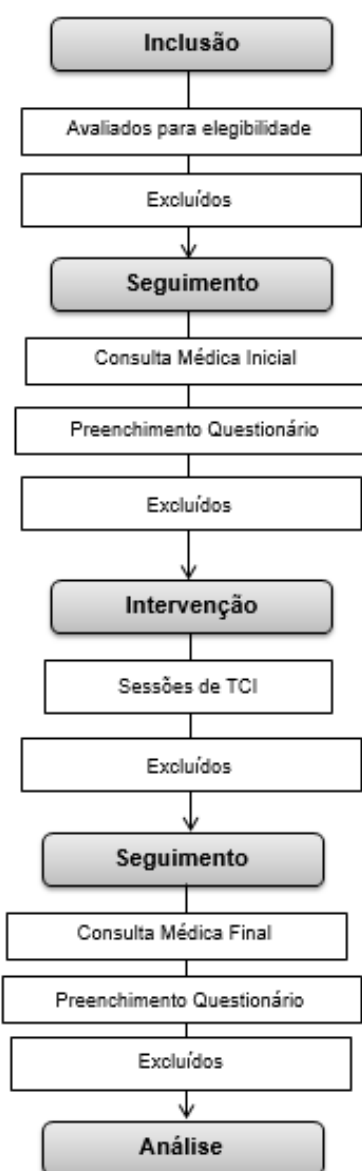 Inclusão
Avaliados para elegibilidade
Excluídos
Seguimento
Consulta Médica Inicial
Preenchimento Questionário
Excluídos
Intervenção
Sessões de TCI
Excluídos
Seguimento
Consulta Médica Final
Preenchimento Questionário
Excluídos
Análise